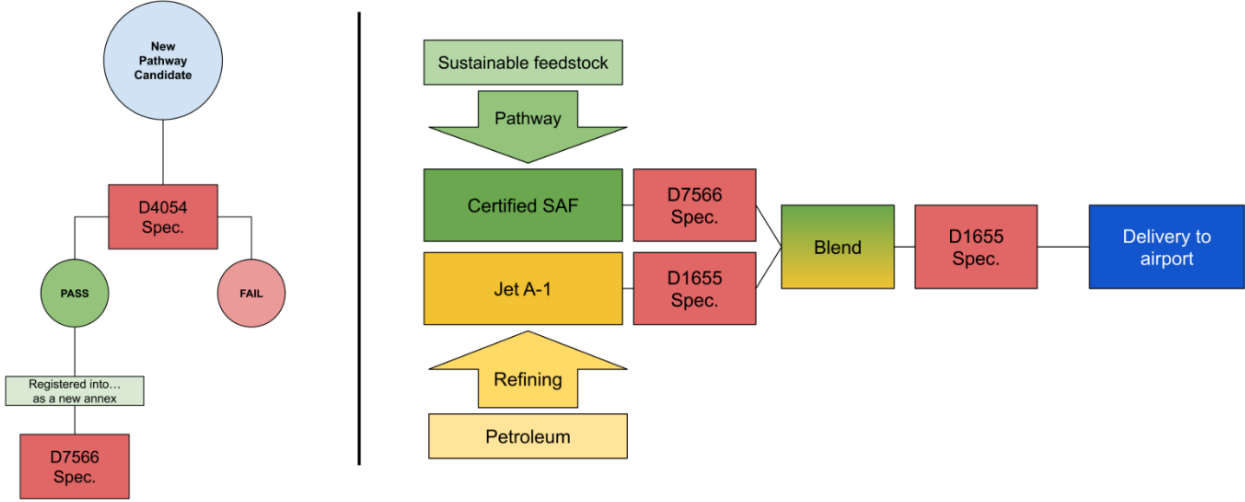 New
Pathway
Candidate
D4054
Spec.
PASS
FAIL
Registered into...
as a new annex
D7566
Spec.
Sustainable feedstock
Pathway
Certified SAF
D7566
Spec.
Jet A-1
D1655
Spec.
Refining
Petroleum
Blend
D1655
Spec.
Delivery to
airport